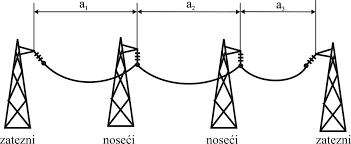 a₁ a₂ a₃
zatezni noseći noseći zatezni